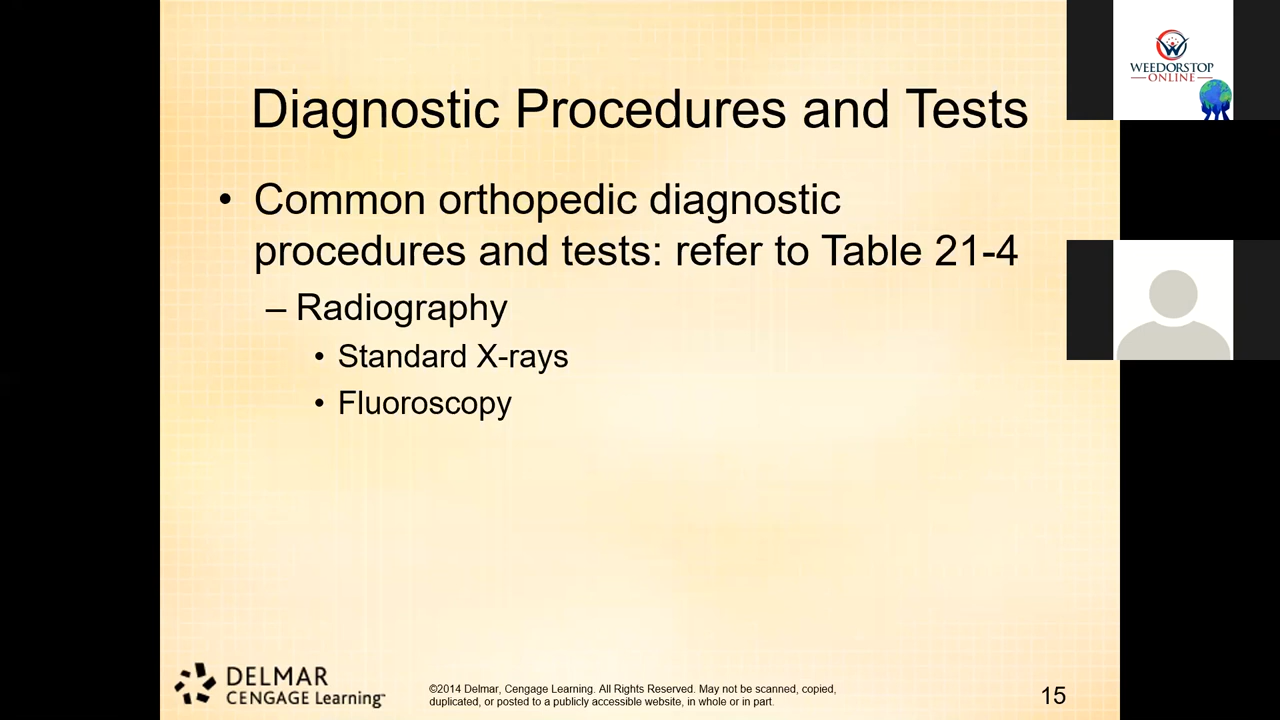 Diagnostic Procedures and Tests
• Common orthopedic diagnostic
procedures and tests: refer to Table 21-4
– Radiography
• Standard X-rays
• Fluoroscopy
WEEDORSTOP
ONLINE
DELMAR
CENGAGE Learning™
©2014 Delmar, Cengage Learning. All Rights Reserved. May not be scanned, copied,
duplicated, or posted to a publicly accessible website, in whole or in part.
15